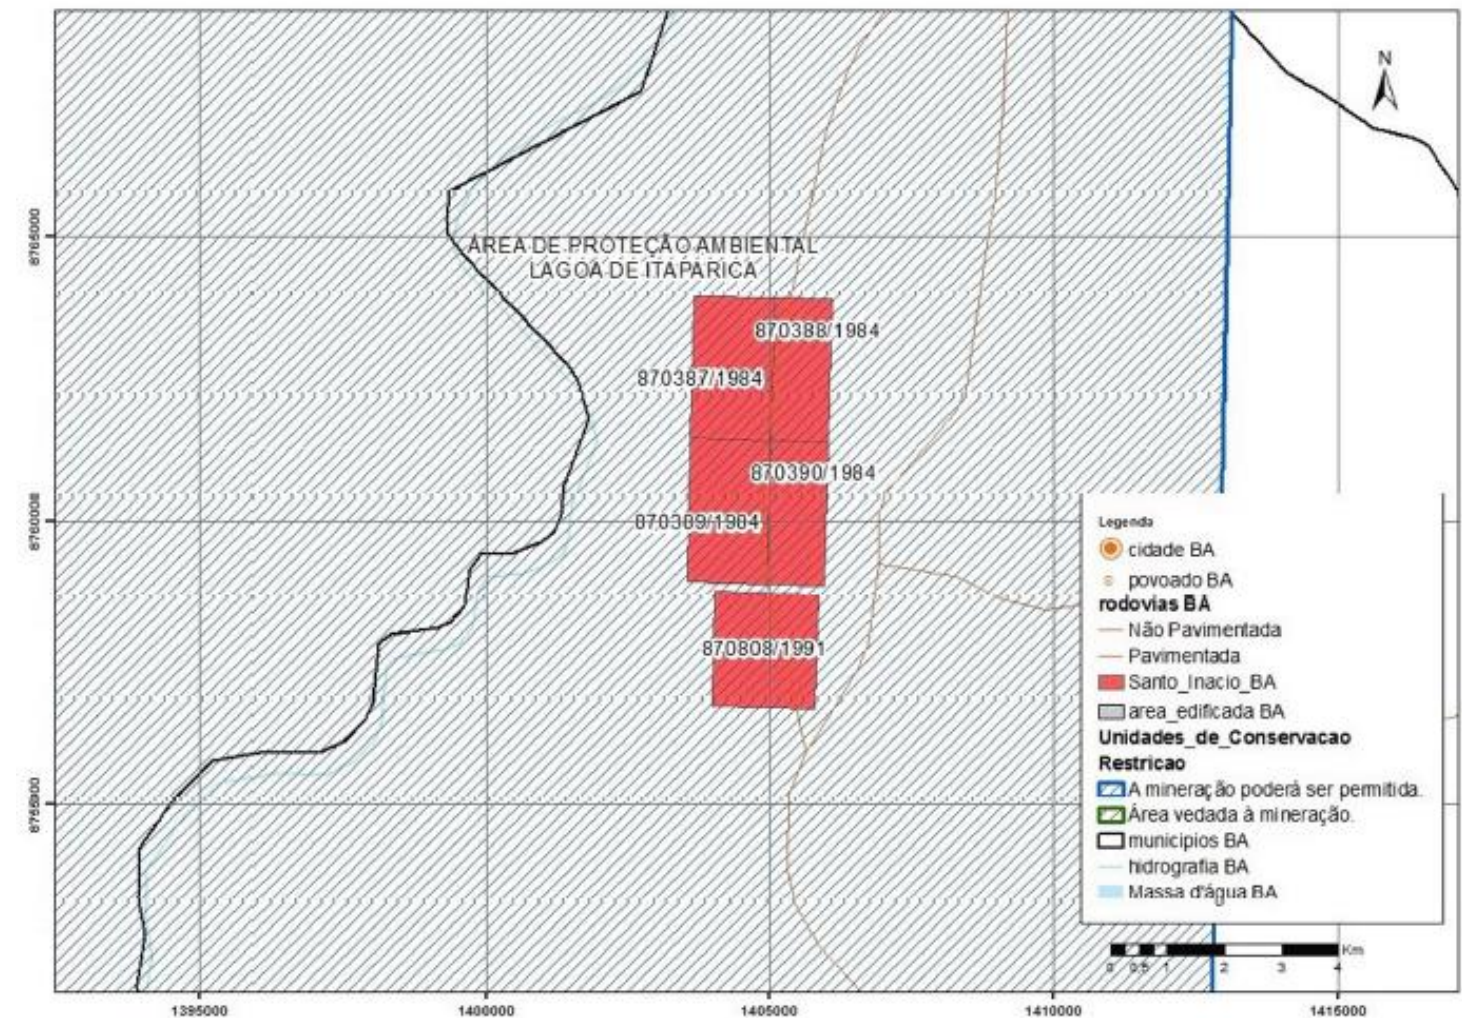 N
ÁREA DE PROTEÇÃO AMBIENTAL
LAGOA DE ITAPARICA
870388/1984
870387/1984
870390/1984
870389/1984
870808/1991
8765000
8760000
8755000
Legenda
cidade BA
povoado BA
rodovias BA
Não Pavimentada
Pavimentada
Santo_Inacio_BA
area_edificada BA
Unidades_de_Conservacao
Restricao
A mineração poderá ser permitida.
Área vedada à mineração.
municípios BA
hidrografia BA
Massa d'água BA
Km
0 0,5 1 2 3 4
1395000 1400000 1405000 1410000 1415000